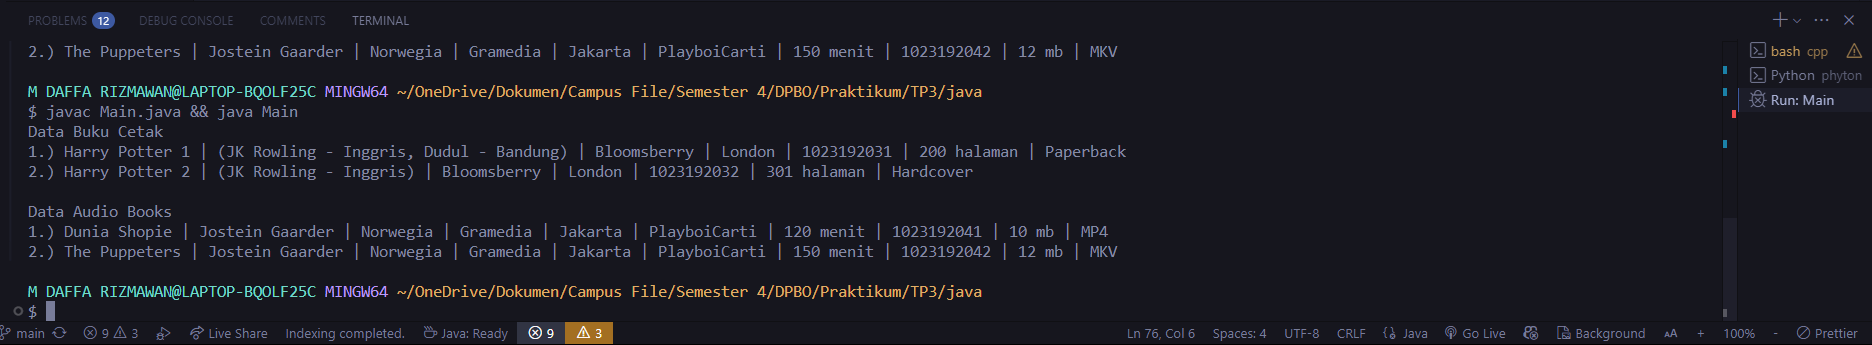 PROBLEMS 12 DEBUG CONSOLE COMMENTS TERMINAL
2.) The Puppeters | Jostein Gaarder | Norwegia | Gramedia | Jakarta | PlayboiCarti | 150 menit | 1023192042 | 12 mb | MKV
M DAFFA RIZMAWAN@LAPTOP-BQOLF25C MINGW64 ~/OneDrive/Dokumen/Campus File/Semester 4/DPBO/Praktikum/TP3/java
$ javac Main.java && java Main
Data Buku Cetak
1.) Harry Potter 1 | (JK Rowling - Inggris, Dudul - Bandung) | Bloomsberry | London | 1023192031 | 200 halaman | Paperback
2.) Harry Potter 2 | (JK Rowling - Inggris) | Bloomsberry | London | 1023192032 | 301 halaman | Hardcover
Data Audio Books
1.) Dunia Shopie | Jostein Gaarder | Norwegia | Gramedia | Jakarta | PlayboiCarti | 120 menit | 1023192041 | 10 mb | MP4
2.) The Puppeters | Jostein Gaarder | Norwegia | Gramedia | Jakarta | PlayboiCarti | 150 menit | 1023192042 | 12 mb | MKV
M DAFFA RIZMAWAN@LAPTOP-BQOLF25C MINGW64 ~/OneDrive/Dokumen/Campus File/Semester 4/DPBO/Praktikum/TP3/java
$
bash cpp
Python phyton
Run: Main
main 9 3 Live Share Indexing completed. Java: Ready 9 3 Ln 76, Col 6 Spaces: 4 UTF-8 CRLF Java Go Live Background AA + 100% - Prettier